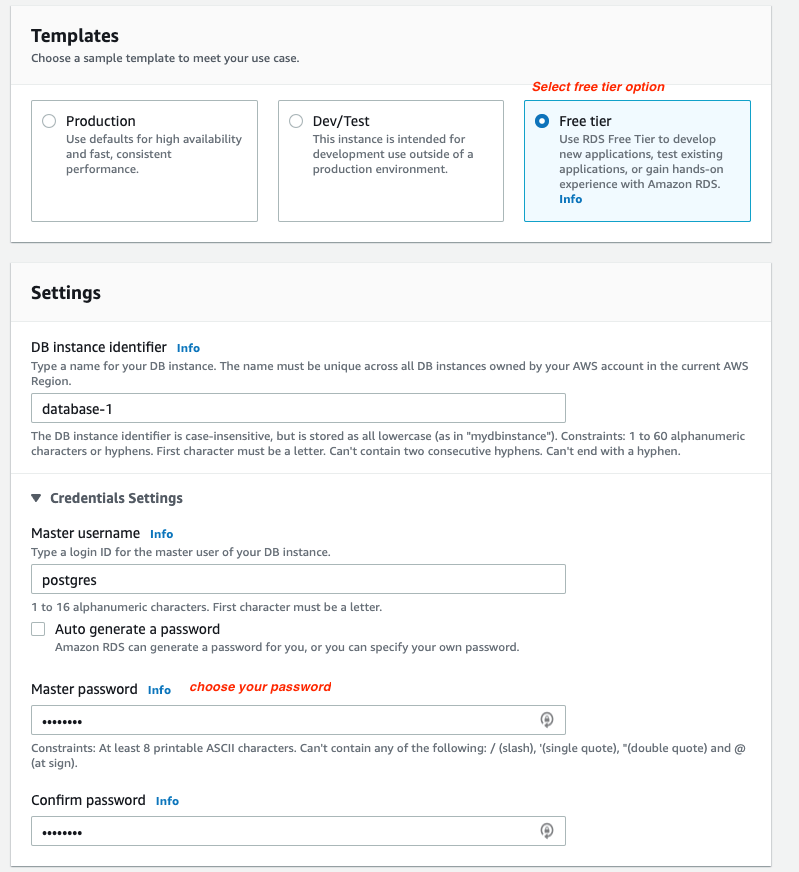 Templates
Choose a sample template to meet your use case.
Select free tier option
Production
Use defaults for high availability
and fast, consistent
performance.
Dev/Test
This instance is intended for
development use outside of a
production environment.
Free tier
Use RDS Free Tier to develop
new applications, test existing
applications, or gain hands-on
experience with Amazon RDS.
Info
Settings
DB instance identifier Info
Type a name for your DB instance. The name must be unique across all DB instances owned by your AWS account in the current AWS
Region.
database-1
The DB instance identifier is case-insensitive, but is stored as all lowercase (as in "mydbinstance"). Constraints: 1 to 60 alphanumeric
characters or hyphens. First character must be a letter. Can't contain two consecutive hyphens. Can't end with a hyphen.
Credentials Settings
Master username Info
Type a login ID for the master user of your DB instance.
postgres
1 to 16 alphanumeric characters. First character must be a letter.
Auto generate a password
Amazon RDS can generate a password for you, or you can specify your own password.
Master password Info choose your password
••••••••
Constraints: At least 8 printable ASCII characters. Can't contain any of the following: / (slash), '(single quote), "(double quote) and @
(at sign).
Confirm password Info
••••••••